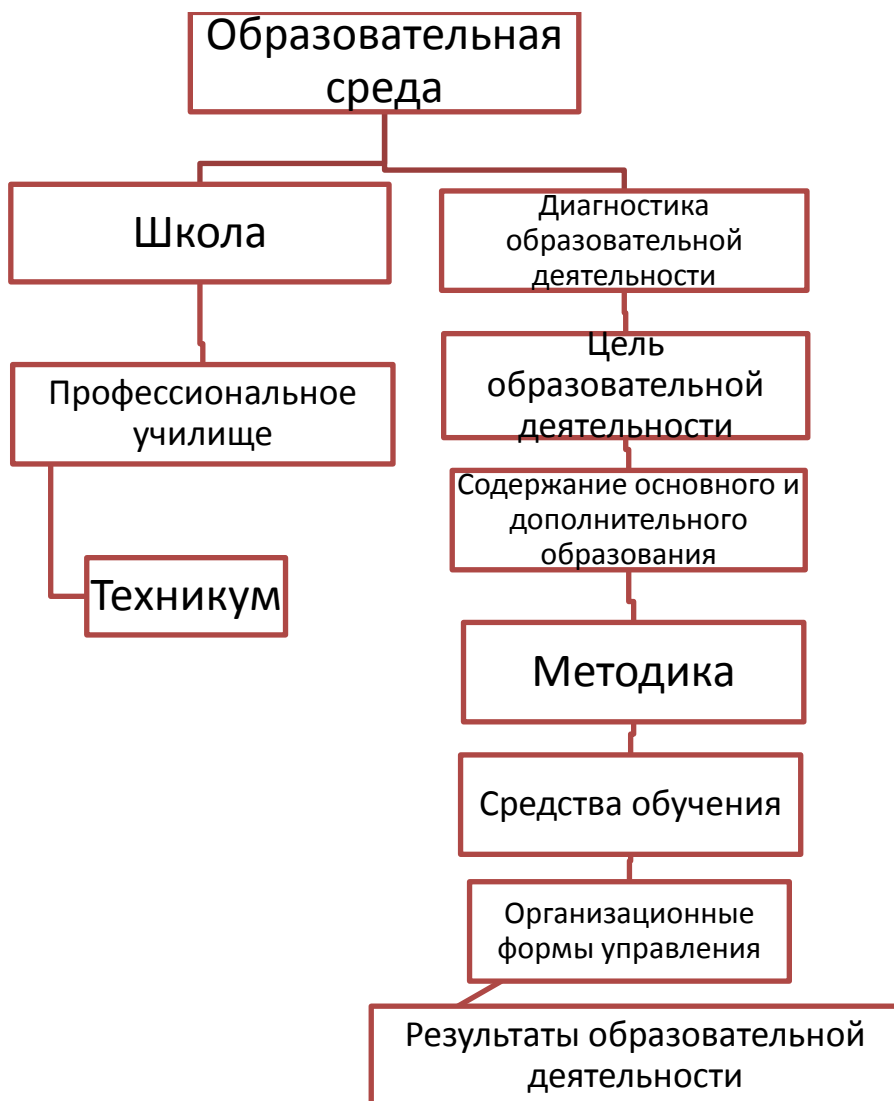 Образовательная
среда
Школа
Профессиональное
училище
Техникум
Диагностика
образовательной
деятельности
Цель
образовательной
деятельности
Содержание основного и
дополнительного
образования
Методика
Средства обучения
Организационные
формы управления
Результаты образовательной
деятельности